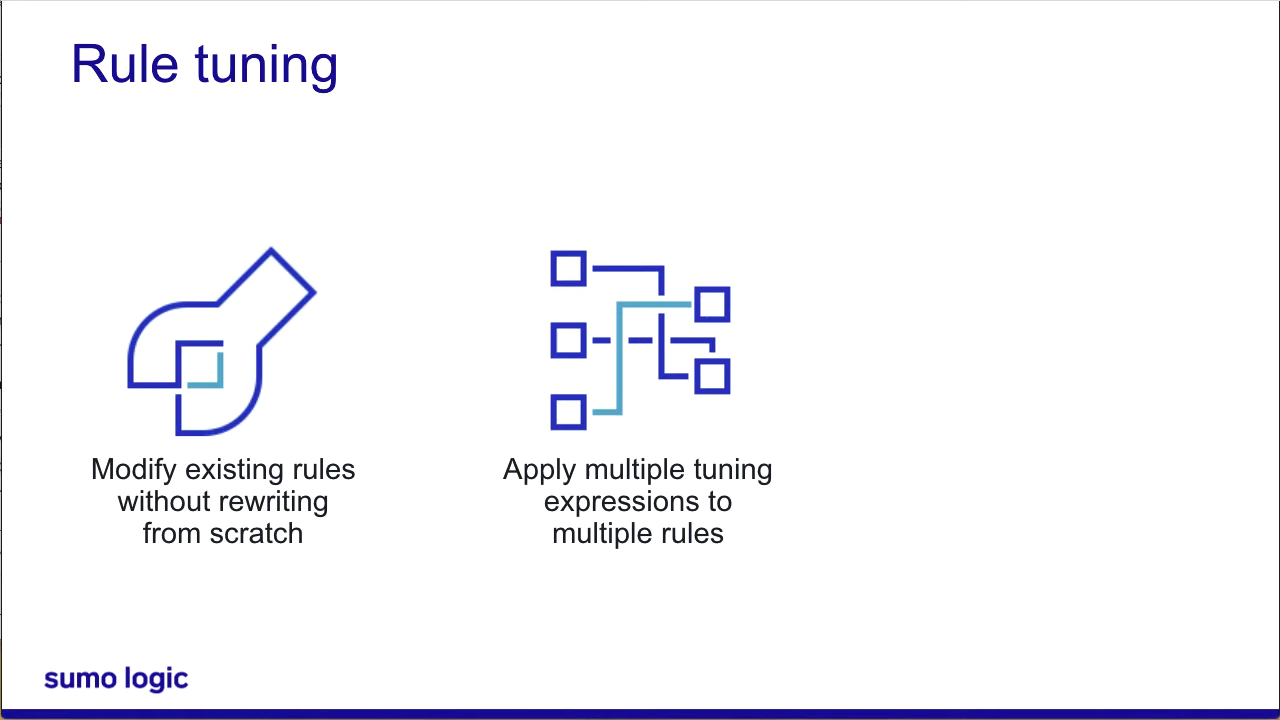 Rule tuning
Modify existing rules
without rewriting
from scratch
Apply multiple tuning
expressions to
multiple rules
sumo logic